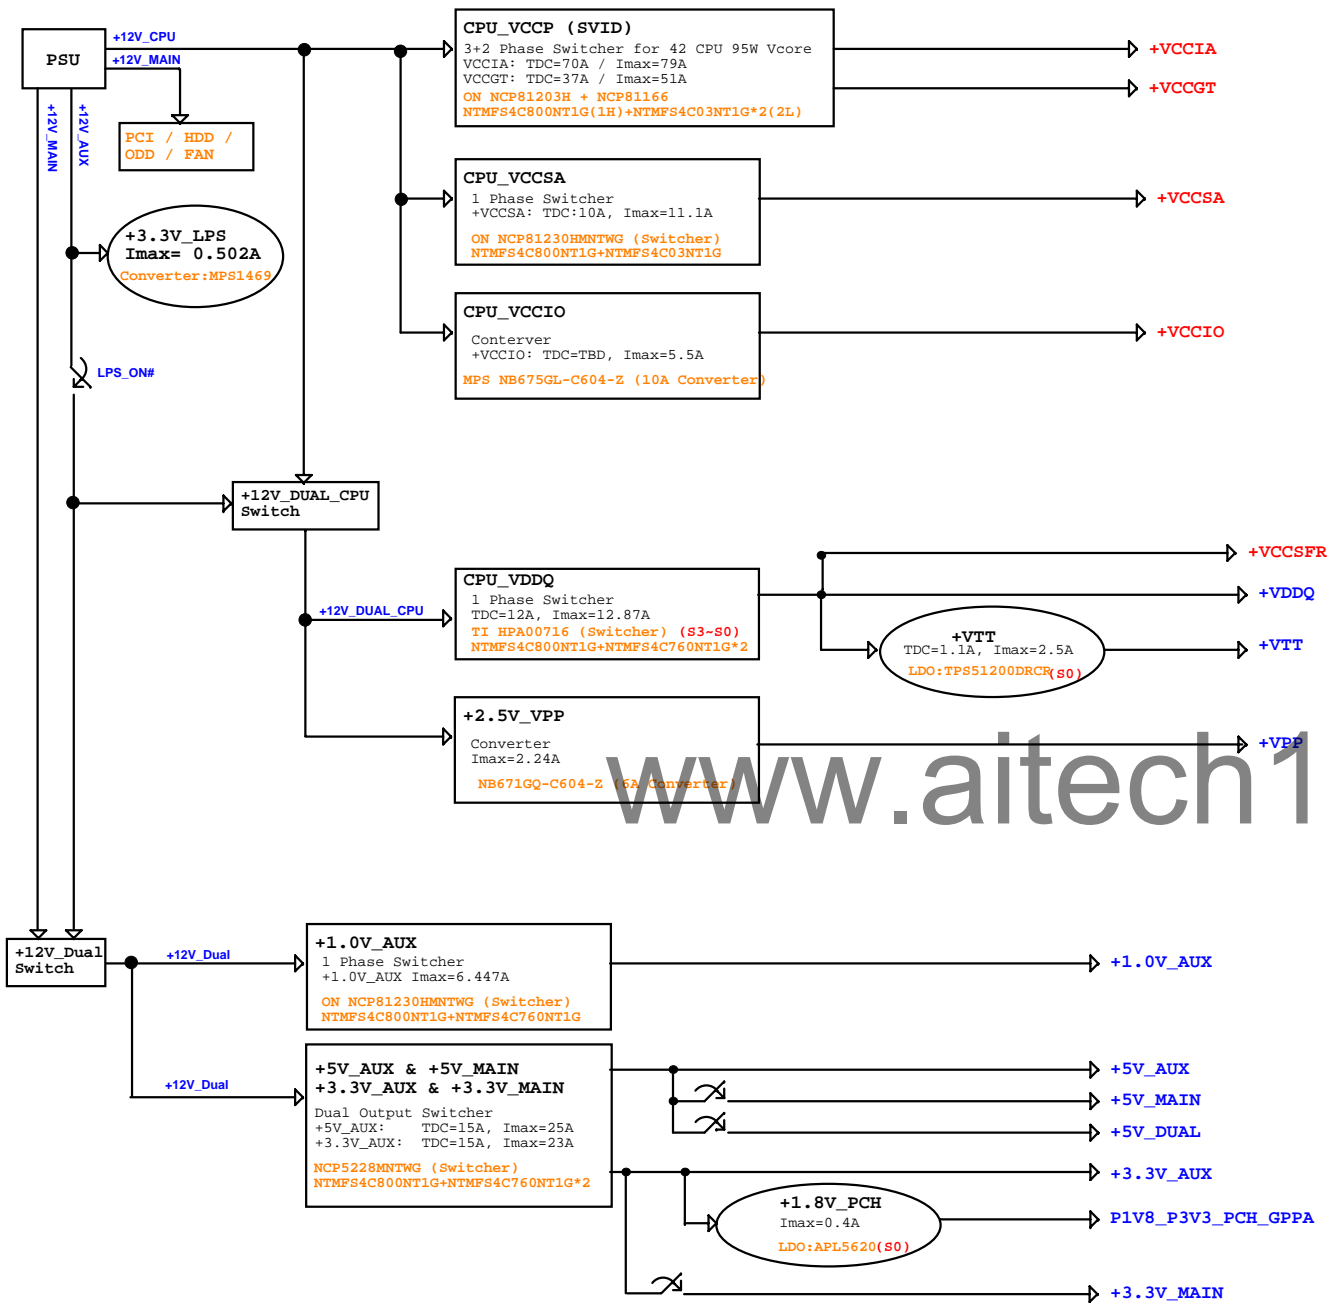 PSU
+12V_CPU
+12V_MAIN
+12V_MAIN
+12V_AUX
PCI / HDD /
ODD / FAN
+3.3V_LPS
Imax= 0.502A
Converter:MPS1469
LPS_ON#
CPU_VCCP (SVID)
3+2 Phase Switcher for 42 CPU 95W Vcore
VCCIA: TDC=70A / Imax=79A
VCCGT: TDC=37A / Imax=51A
ON NCP81203H + NCP81166
NTMFS4C800NT1G(1H)+NTMFS4C03NT1G*2(2L)
+VCCIA
+VCCGT
CPU_VCCSA
1 Phase Switcher
+VCCSA: TDC:10A, Imax=11.1A
ON NCP81230HMNTWG (Switcher)
NTMFS4C800NT1G+NTMFS4C03NT1G
+VCCSA
CPU_VCCIO
Conterver
+VCCIO: TDC=TBD, Imax=5.5A
MPS NB675GL-C604-Z (10A Converter)
+VCCIO
+12V_DUAL_CPU
Switch
+12V_DUAL_CPU
CPU_VDDQ
1 Phase Switcher
TDC=12A, Imax=12.87A
TI HPA00716 (Switcher) (S3~S0)
NTMFS4C800NT1G+NTMFS4C760NT1G*2
+VCCSFR
+VDDQ
+VTT
TDC=1.1A, Imax=2.5A
LDO:TPS51200DRCR(S0)
+VTT
+2.5V_VPP
Converter
Imax=2.24A
NB671GQ-C604-Z (6A Converter)
+VPP
www.aitech1
+12V_Dual
Switch
+12V_Dual
+1.0V_AUX
1 Phase Switcher
+1.0V_AUX Imax=6.447A
ON NCP81230HMNTWG (Switcher)
NTMFS4C800NT1G+NTMFS4C760NT1G
+1.0V_AUX
+12V_Dual
+5V_AUX & +5V_MAIN
+3.3V_AUX & +3.3V_MAIN
Dual Output Switcher
+5V_AUX: TDC=15A, Imax=25A
+3.3V_AUX: TDC=15A, Imax=23A
NCP5228MNTWG (Switcher)
NTMFS4C800NT1G+NTMFS4C760NT1G*2
+5V_AUX
+5V_MAIN
+5V_DUAL
+3.3V_AUX
+1.8V_PCH
Imax=0.4A
LDO:APL5620(S0)
P1V8_P3V3_PCH_GPPA
+3.3V_MAIN